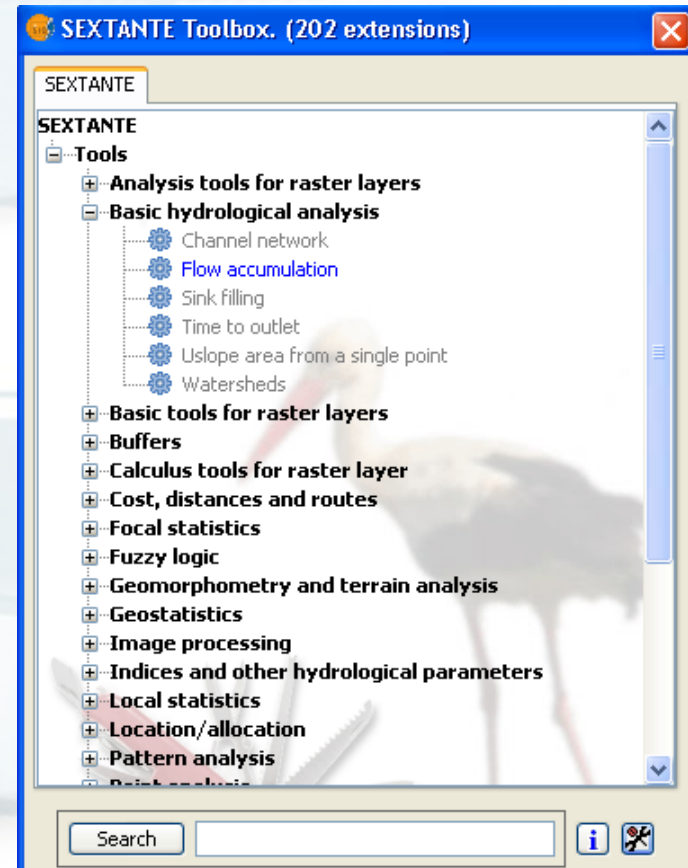 SEXTANTE Toolbox. (202 extensions)
SEXTANTE
SEXTANTE
Tools
Analysis tools for raster layers
Basic hydrological analysis
Channel network
Flow accumulation
Sink filling
Time to outlet
Uslope area from a single point
Watersheds
Basic tools for raster layers
Buffers
Calculus tools for raster layer
Cost, distances and routes
Focal statistics
Fuzzy logic
Geomorphometry and terrain analysis
Geostatistics
Image processing
Indices and other hydrological parameters
Local statistics
Location/allocation
Pattern analysis
Search